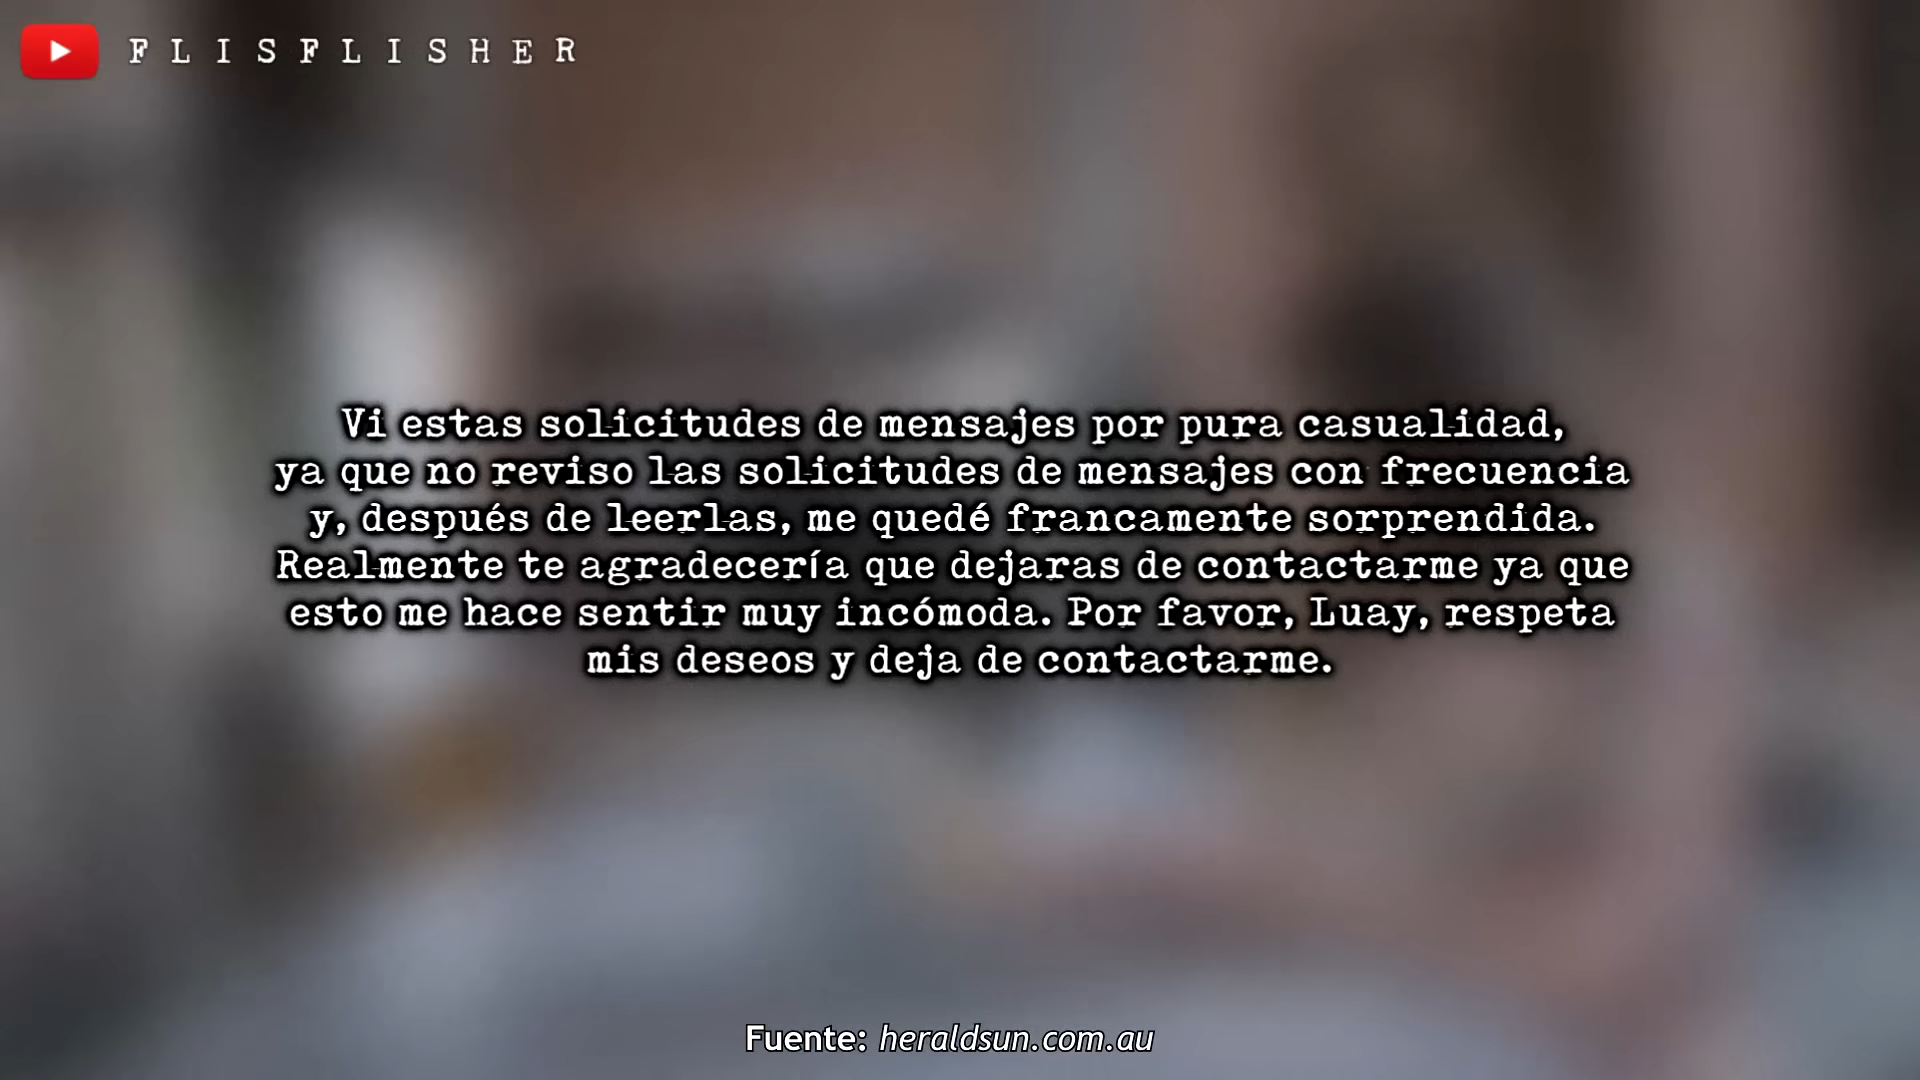 FLISFLISHER
Vi estas solicitudes de mensajes por pura casualidad,
ya que no reviso las solicitudes de mensajes con frecuencia
y, después de leerlas, me quedé francamente sorprendida.
Realmente te agradecería que dejaras de contactarme ya que
esto me hace sentir muy incómoda. Por favor, Luay, respeta
mis deseos y deja de contactarme.
Fuente: heraldsun.com.au